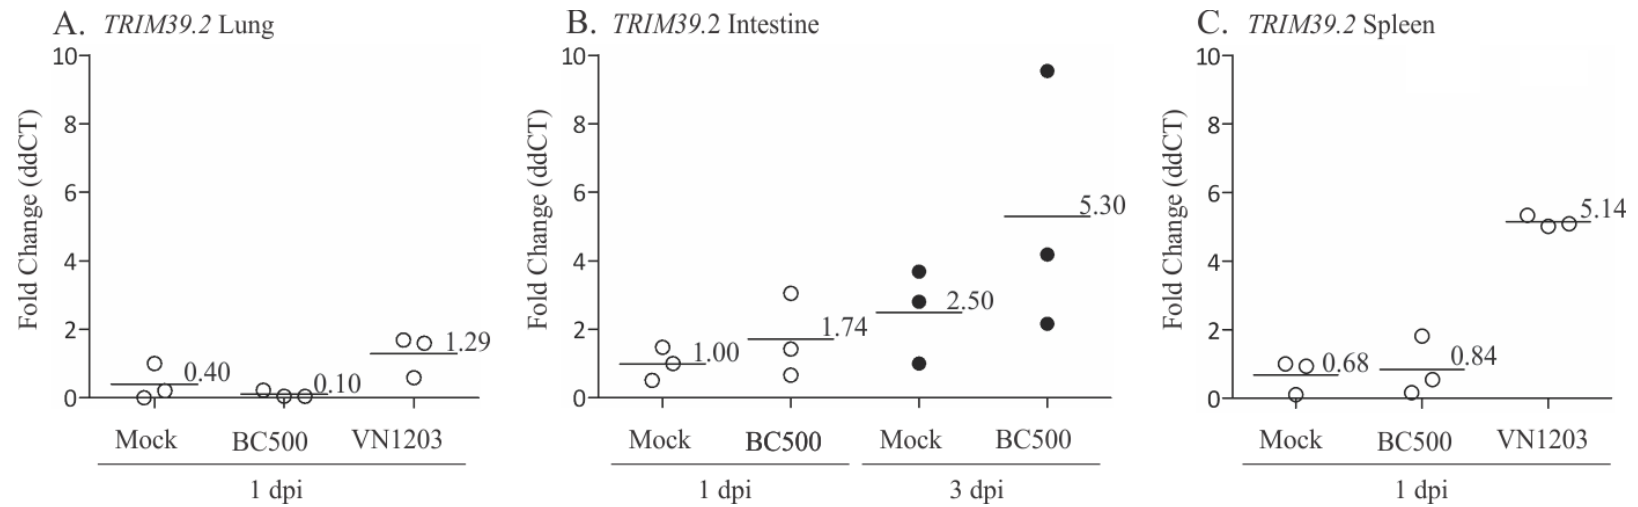 A. TRIM39.2 Lung
Fold Change (ddCT)
10
8
6
4
2
0
0.40
0.10
1.29
Mock BC500 VN1203
1 dpi
B. TRIM39.2 Intestine
Fold Change (ddCT)
10
8
6
4
2
0
1.00
1.74
2.50
5.30
Mock BC500 Mock BC500
1 dpi 3 dpi
C. TRIM39.2 Spleen
Fold Change (ddCT)
10
8
6
4
2
0
0.68
0.84
5.14
Mock BC500 VN1203
1 dpi